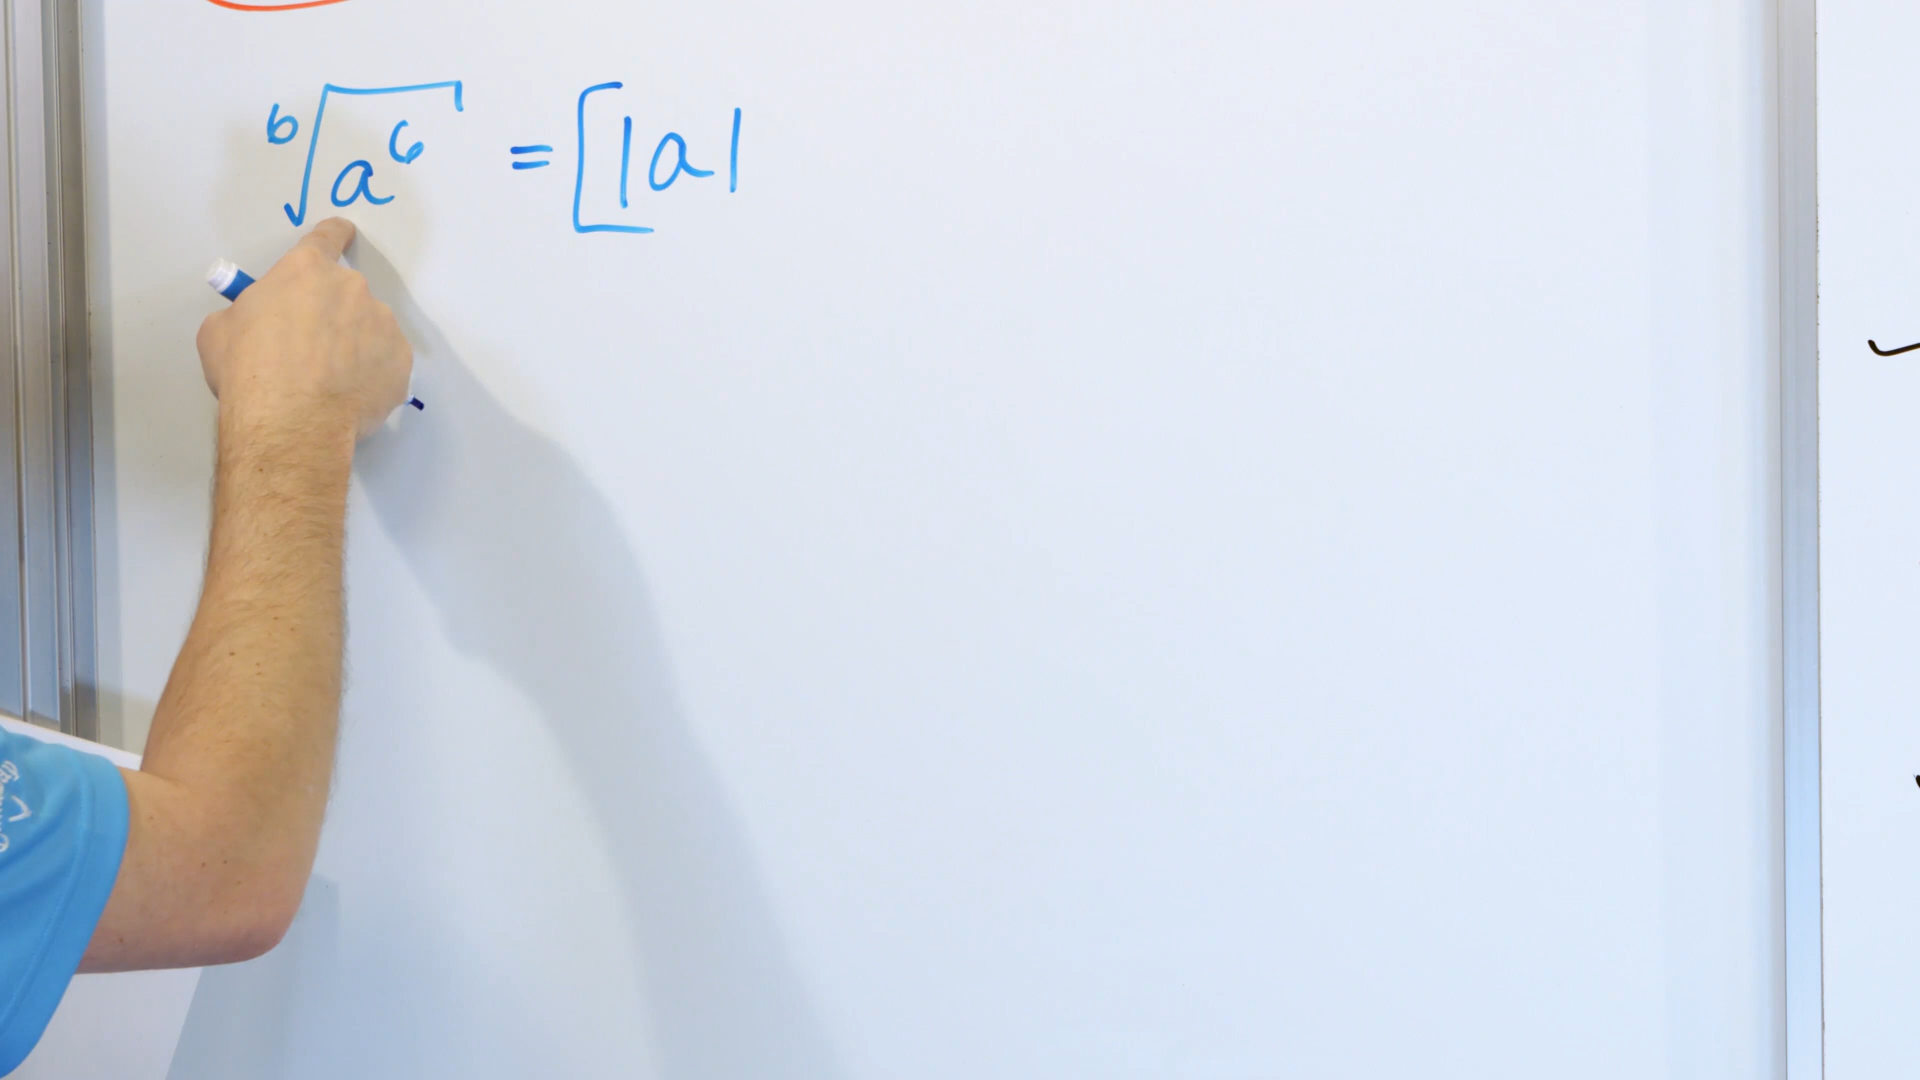 ⁶√a⁶ = [|a|